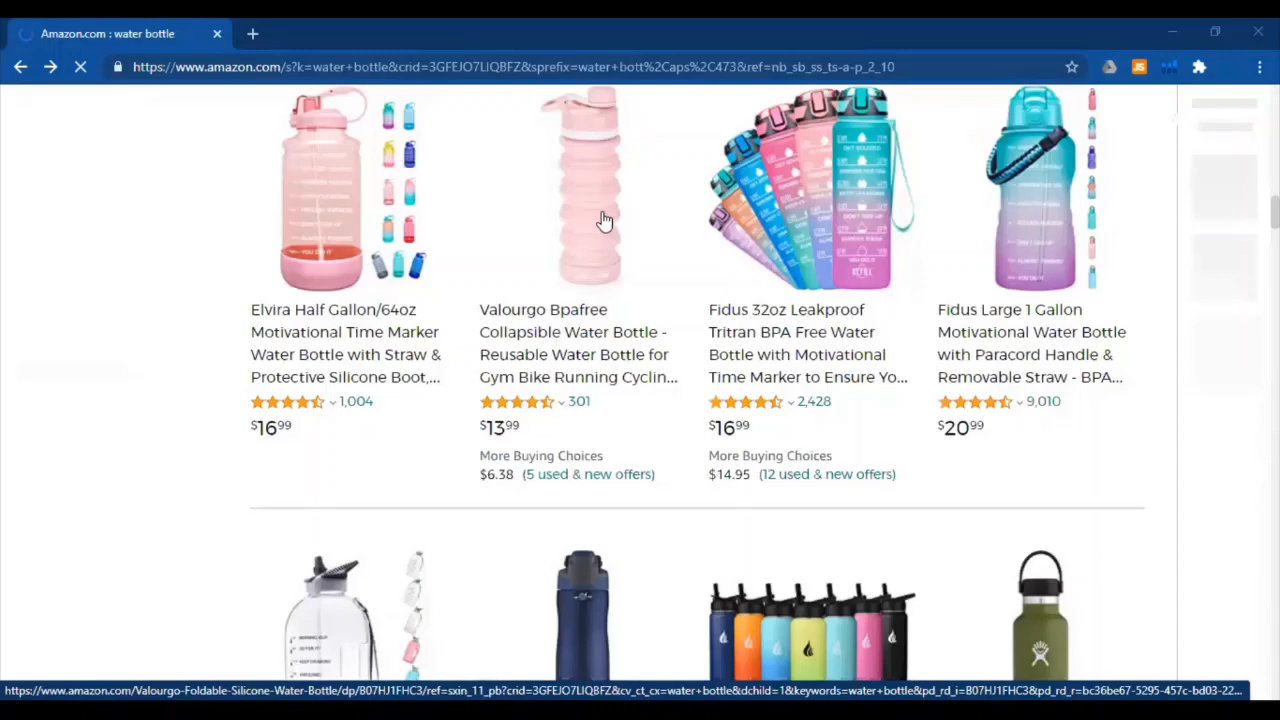 Amazon.com : water bottle
https://www.amazon.com/s?k=water+bottle&crid=3GFEJO7LIQBFZ&sprefix=water+bott%2Caps%2C473&ref=nb_sb_ss_ts-a-p_2_10
JS
Elvira Half Gallon/64oz
Motivational Time Marker
Water Bottle with Straw &
Protective Silicone Boot,...
1,004
$16.99
Valourgo Bpafree
Collapsible Water Bottle -
Reusable Water Bottle for
Gym Bike Running Cyclin...
301
$13.99
More Buying Choices
$6.38 (5 used & new offers)
Fidus 32oz Leakproof
Tritran BPA Free Water
Bottle with Motivational
Time Marker to Ensure Yo...
2,428
$16.99
More Buying Choices
$14.95 (12 used & new offers)
Fidus Large 1 Gallon
Motivational Water Bottle
with Paracord Handle &
Removable Straw - BPA...
9,010
$20.99
https://www.amazon.com/Valourgo-Foldable-Silicone-Water-Bottle/dp/B07HJ1FHC3/ref=sxin_11_pb?crid=3GFEJO7LIQBFZ&cv_ct_cx=water+bottle&dchild=1&keywords=water+bottle&pd_rd_i=B07HJ1FHC3&pd_rd_r=bc36be67-5295-457c-bd03-22...